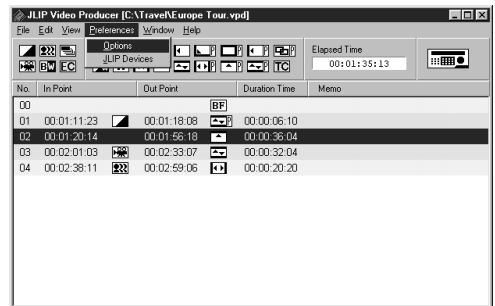 JLIP Video Producer [C:\Travel\Europe Tour.vpd]
File Edit View Preferences Window Help
Options
JLIP Devices
P P P P
BW EC P P TC
Elapsed Time
00:01:35:13
No. In Point Out Point Duration Time Memo
00 BF
01 00:01:11:23 00:01:18:08 P 00:00:06:10
02 00:01:20:14 00:01:56:18 00:00:36:04
03 00:02:01:03 00:02:33:07 00:00:32:04
04 00:02:38:11 00:02:59:06 00:00:20:20